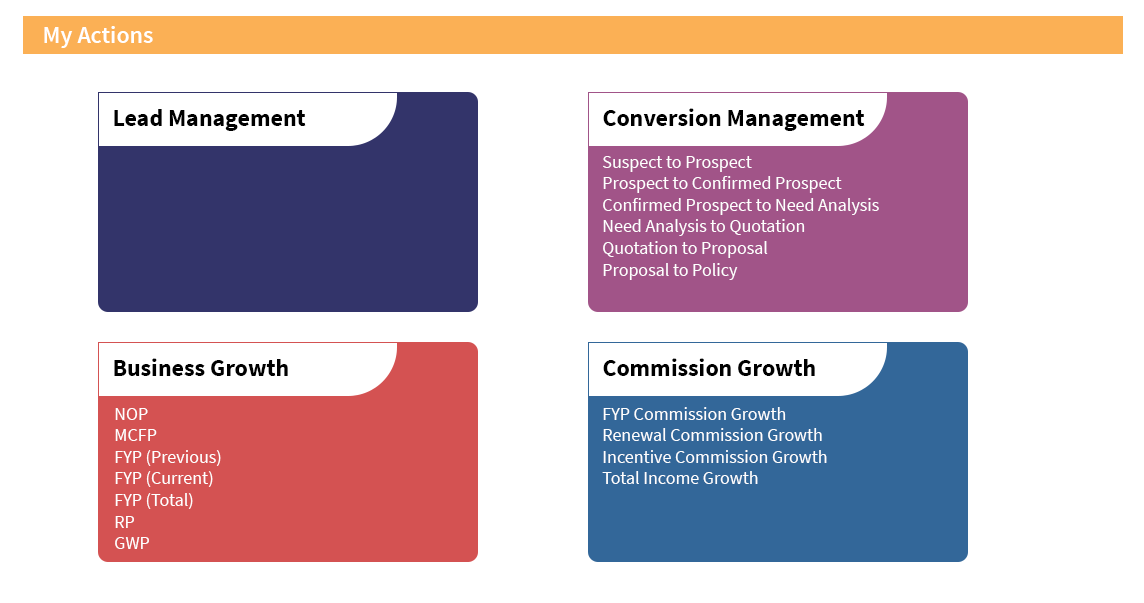 My Actions
Lead Management
Conversion Management
Suspect to Prospect
Prospect to Confirmed Prospect
Confirmed Prospect to Need Analysis
Need Analysis to Quotation
Quotation to Proposal
Proposal to Policy
Business Growth
NOP
MCFP
FYP (Previous)
FYP (Current)
FYP (Total)
RP
GWP
Commission Growth
FYP Commission Growth
Renewal Commission Growth
Incentive Commission Growth
Total Income Growth